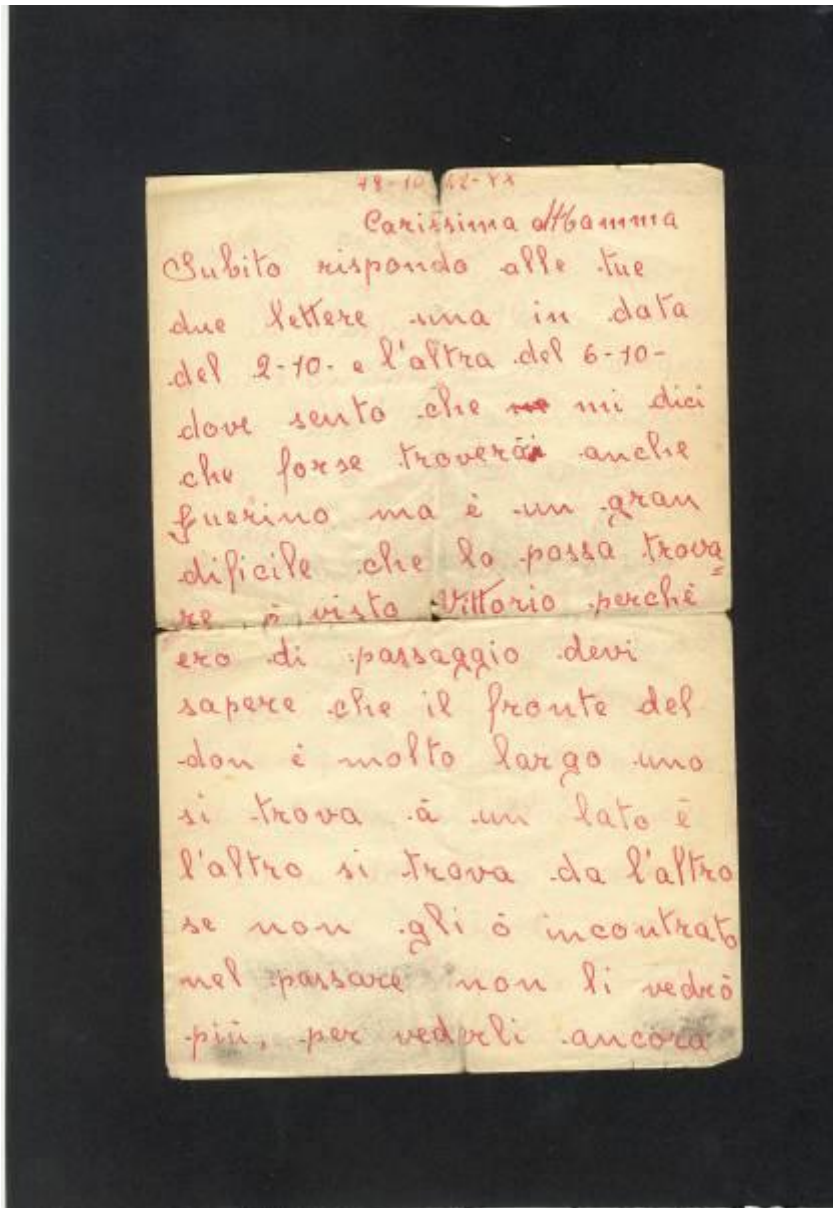 18-10-42-XX
Carissima Mamma
Subito rispondo alle tue
due lettere una in data
del 2-10- e l'altra del 6-10-
dove sento che mi dici
che forse troverai anche
Guerino ma è un gran
dificile che lo possa trova=
re ò visto Vittorio perchè
ero di passaggio devi
sapere che il fronte del
don è molto largo uno
si trova à un lato è
l'altro si trova da l'altro
se non gli ò incontrato
nel passare non li vedrò
più, per vederli ancora